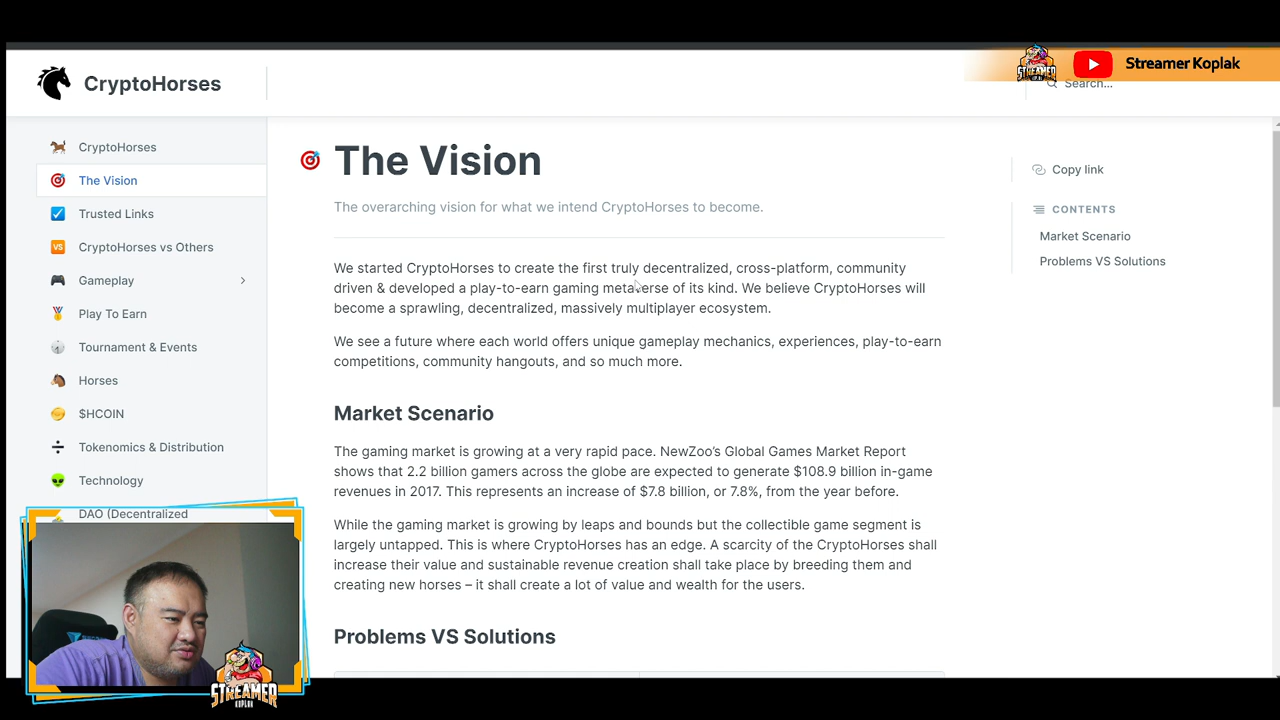 CryptoHorses
Streamer Koplak
Search...
CryptoHorses
The Vision
Trusted Links
CryptoHorses vs Others
Gameplay
Play To Earn
Tournament & Events
Horses
$HCOIN
Tokenomics & Distribution
Technology
DAO (Decentralized
The Vision
The overarching vision for what we intend CryptoHorses to become.
We started CryptoHorses to create the first truly decentralized, cross-platform, community
driven & developed a play-to-earn gaming metaverse of its kind. We believe CryptoHorses will
become a sprawling, decentralized, massively multiplayer ecosystem.
We see a future where each world offers unique gameplay mechanics, experiences, play-to-earn
competitions, community hangouts, and so much more.
Market Scenario
The gaming market is growing at a very rapid pace. NewZoo's Global Games Market Report
shows that 2.2 billion gamers across the globe are expected to generate $108.9 billion in-game
revenues in 2017. This represents an increase of $7.8 billion, or 7.8%, from the year before.
While the gaming market is growing by leaps and bounds but the collectible game segment is
largely untapped. This is where CryptoHorses has an edge. A scarcity of the CryptoHorses shall
increase their value and sustainable revenue creation shall take place by breeding them and
creating new horses – it shall create a lot of value and wealth for the users.
Problems VS Solutions
Copy link
CONTENTS
Market Scenario
Problems VS Solutions
STREAMER
KOPLAK